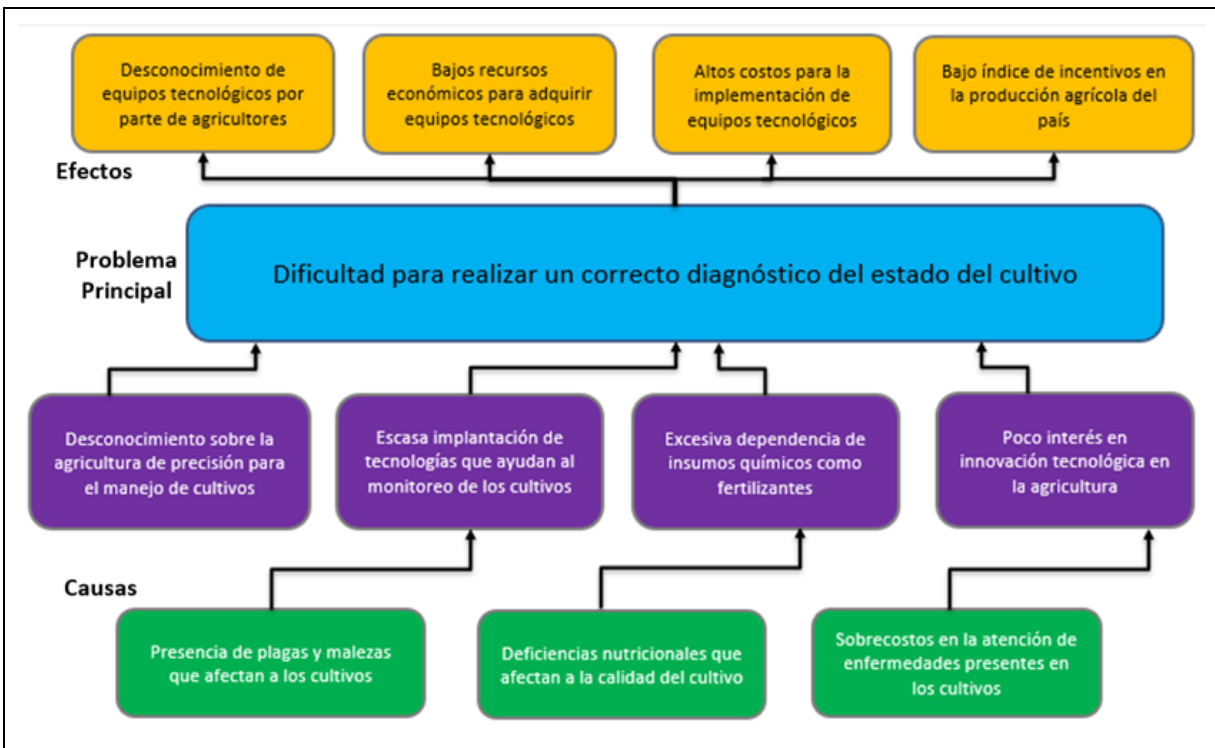 Desconocimiento de
equipos tecnológicos por
parte de agricultores
Bajos recursos
económicos para adquirir
equipos tecnológicos
Altos costos para la
implementación de
equipos tecnológicos
Bajo índice de incentivos en
la producción agrícola del
país
Efectos
Problema
Principal
Dificultad para realizar un correcto diagnóstico del estado del cultivo
Desconocimiento sobre la
agricultura de precisión para
el manejo de cultivos
Escasa implantación de
tecnologías que ayudan al
monitoreo de los cultivos
Excesiva dependencia de
insumos químicos como
fertilizantes
Poco interés en
innovación tecnológica en
la agricultura
Causas
Presencia de plagas y malezas
que afectan a los cultivos
Deficiencias nutricionales que
afectan a la calidad del cultivo
Sobrecostos en la atención de
enfermedades presentes en
los cultivos